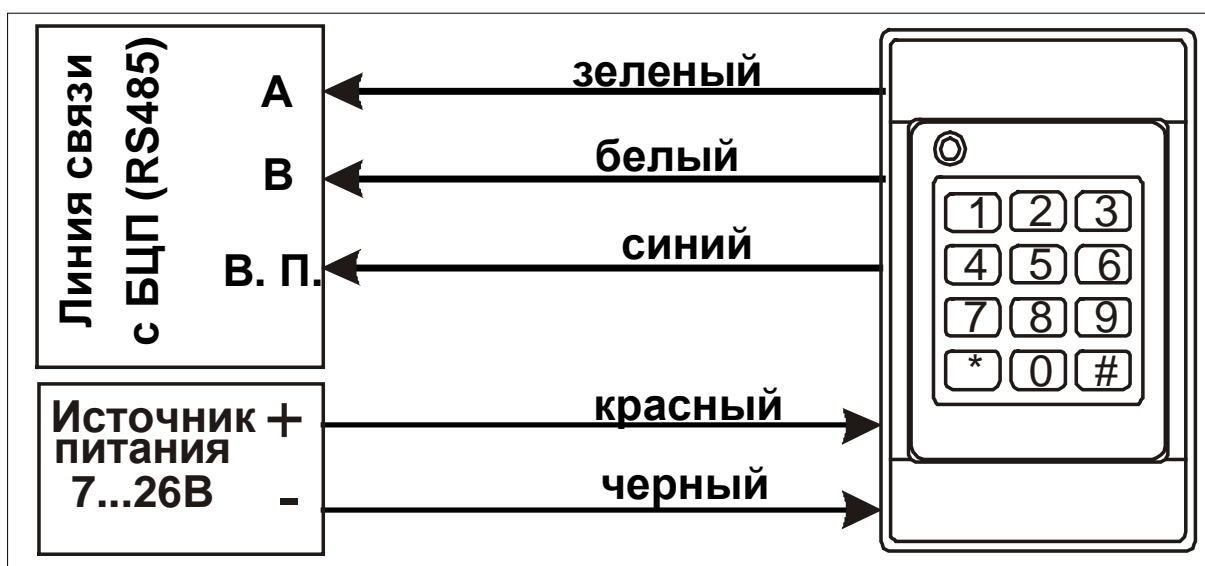 Линия связи
с БЦП (RS485)
А
В
В. П.
зеленый
белый
синий
Источник +
питания
7...26В -
красный
черный
1 2 3
4 5 6
7 8 9
* 0 #